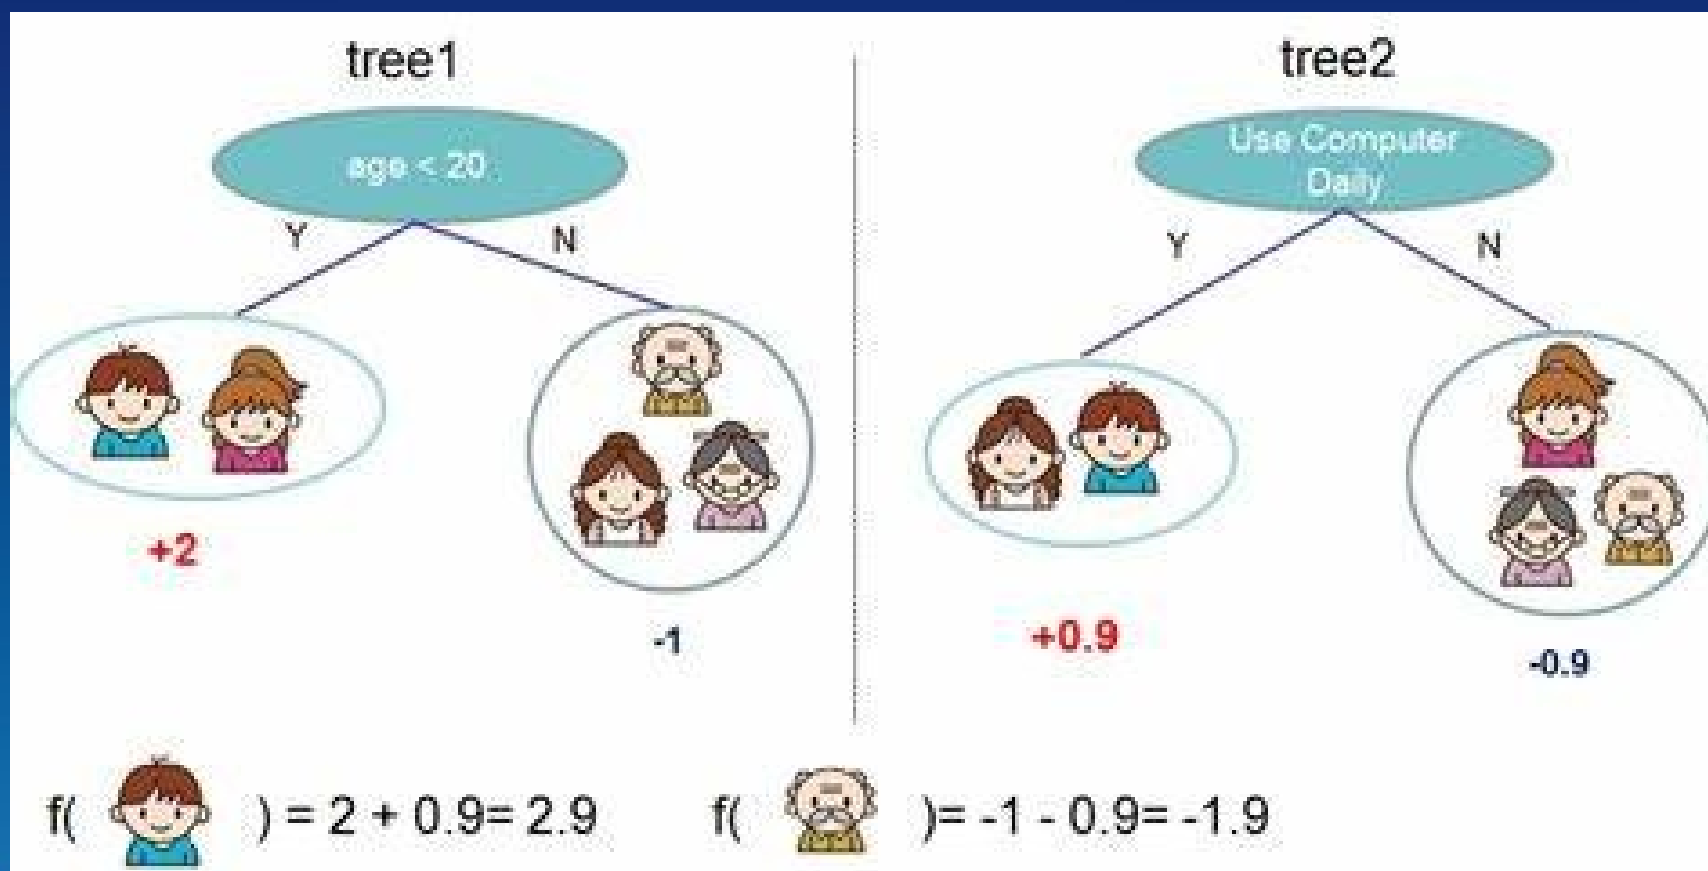 tree1
age < 20
Y
N
+2
-1
tree2
Use Computer
Daily
Y
N
+0.9
-0.9
f( ) = 2 + 0.9= 2.9
f( )= -1 - 0.9= -1.9